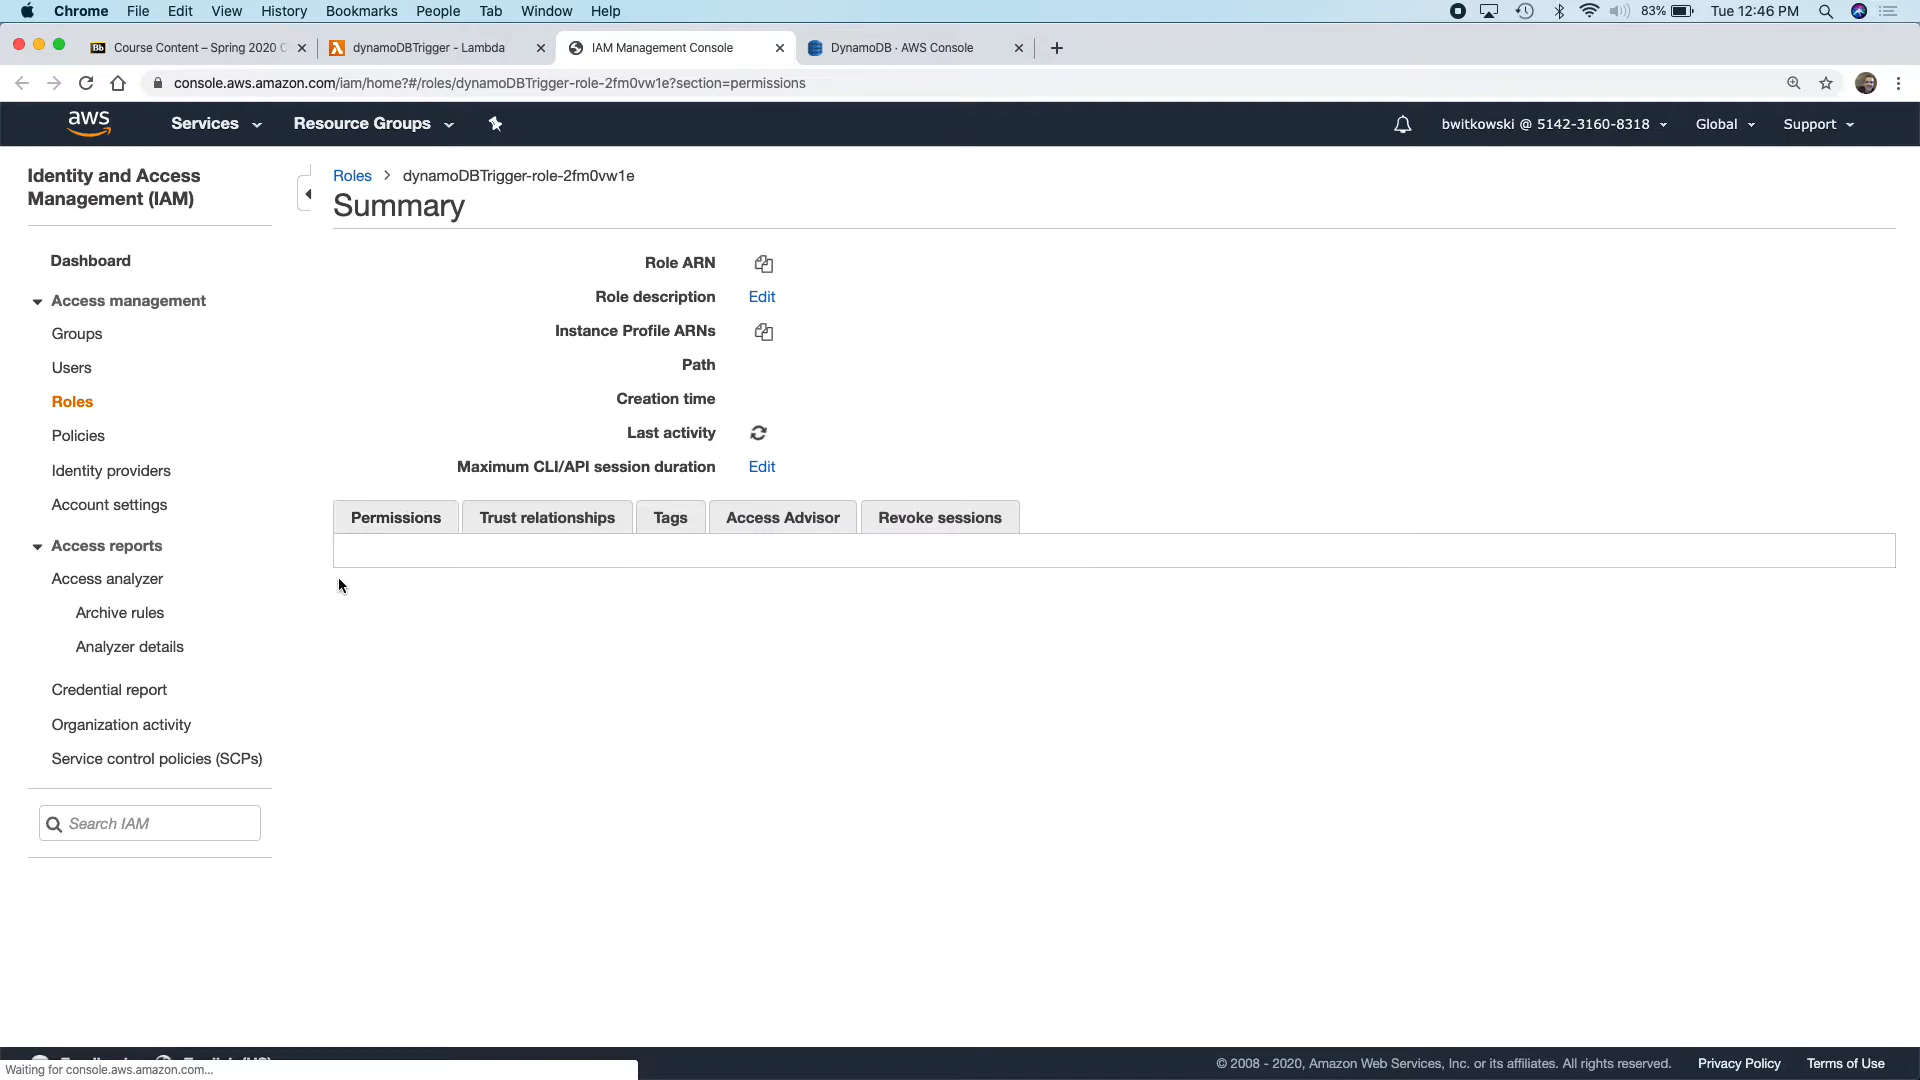 Chrome File Edit View History Bookmarks People Tab Window Help 83% Tue 12:46 PM
Bb Course Content – Spring 2020 C dynamoDBTrigger - Lambda IAM Management Console DynamoDB · AWS Console
console.aws.amazon.com/iam/home?#/roles/dynamoDBTrigger-role-2fm0vw1e?section=permissions
aws Services Resource Groups bwitkowski @ 5142-3160-8318 Global Support
Identity and Access
Management (IAM)
Dashboard
Access management
Groups
Users
Roles
Policies
Identity providers
Account settings
Access reports
Access analyzer
Archive rules
Analyzer details
Credential report
Organization activity
Service control policies (SCPs)
Search IAM
Roles > dynamoDBTrigger-role-2fm0vw1e
Summary
Role ARN
Role description Edit
Instance Profile ARNs
Path
Creation time
Last activity
Maximum CLI/API session duration Edit
Permissions Trust relationships Tags Access Advisor Revoke sessions
© 2008 - 2020, Amazon Web Services, Inc. or its affiliates. All rights reserved. Privacy Policy Terms of Use
Waiting for console.aws.amazon.com...